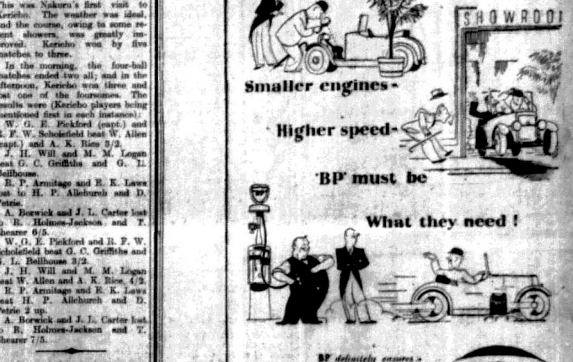 This was Nakuru's first visit to
Kericho. The weather was ideal,
and the course, owing to some re-
cent showers, was greatly im-
proved. Kericho won by five
matches to three.
In the morning, the four-ball
matches ended two all; and in the
afternoon, Kericho won three and
lost one of the foursomes. The
results were (Kericho players being
mentioned first in each instance):
W. G. E. Pickford (capt.) and
R. F. W. Scholefield beat W. Allen
(capt.) and A. K. Rice 3/2.
J. H. Will and M. M. Logan
beat G. C. Griffiths and G. L.
Bellhouse.
R. P. Armitage and E. K. Laws
lost to H. P. Allchurch and D.
Petrie.
A. Borwick and J. L. Carter lost
to R. Holmes-Jackson and T.
Shearer 6/5.
W. G. E. Pickford and R. F. W.
Scholefield beat G. C. Griffiths and
G. L. Bellhouse 3/2.
J. H. Will and M. M. Logan
beat W. Allen and A. K. Rice, 4/2.
R. P. Armitage and E. K. Laws
beat H. P. Allchurch and D.
Petrie 2 up.
A. Borwick and J. L. Carter lost
to R. Holmes-Jackson and T.
Shearer 7/5.
SHOWROO
Smaller engines-
Higher speed-
'BP' must be
What they need !
BP definitely ensures-